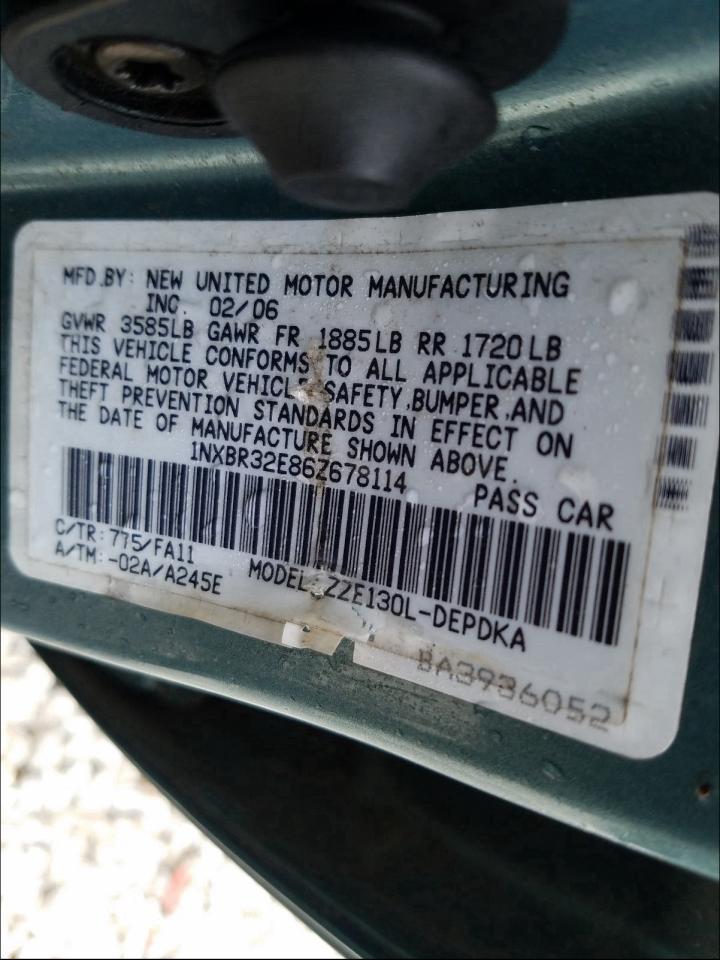 MFD.BY: NEW UNITED MOTOR MANUFACTURING
INC. 02/06
GVWR 3585LB GAWR FR 1885LB RR 1720LB
THIS VEHICLE CONFORMS TO ALL APPLICABLE
FEDERAL MOTOR VEHICLE SAFETY,BUMPER,AND
THEFT PREVENTION STANDARDS IN EFFECT ON
THE DATE OF MANUFACTURE SHOWN ABOVE.
1NXBR32E86Z678114 PASS CAR
C/TR: 775/FA11
A/TM:-02A/A245E MODEL: ZZE130L-DEPDKA
BA3936052